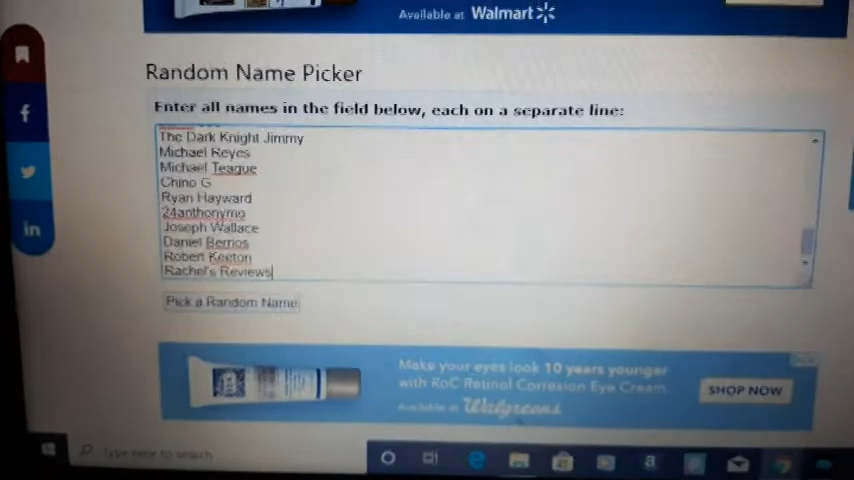 Available at Walmart
Random Name Picker
Enter all names in the field below, each on a separate line:
The Dark Knight Jimmy
Michael Reyes
Michael Teague
Chino G
Ryan Hayward
24anthonymo
Joseph Wallace
Daniel Berrios
Robert Keeton
Rachel's Reviews
Pick a Random Name
Make your eyes look 10 years younger
with RoC Retinol Correxion Eye Cream
Available at Walgreens
SHOP NOW
in
Type here to search